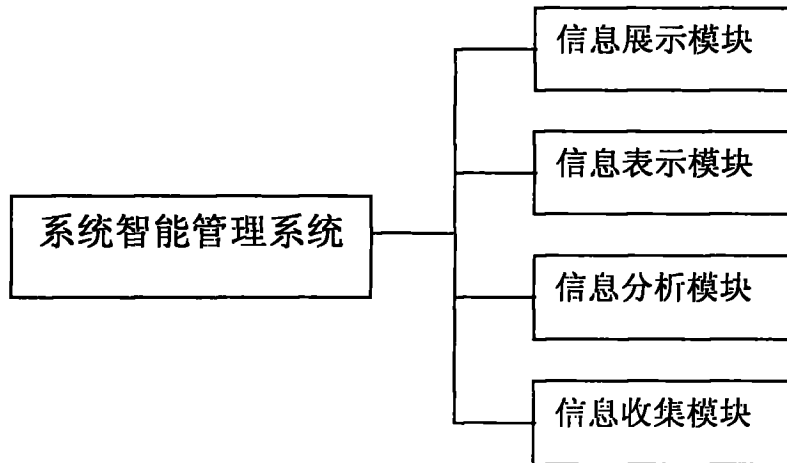 信息展示模块
信息表示模块
系统智能管理系统
信息分析模块
信息收集模块